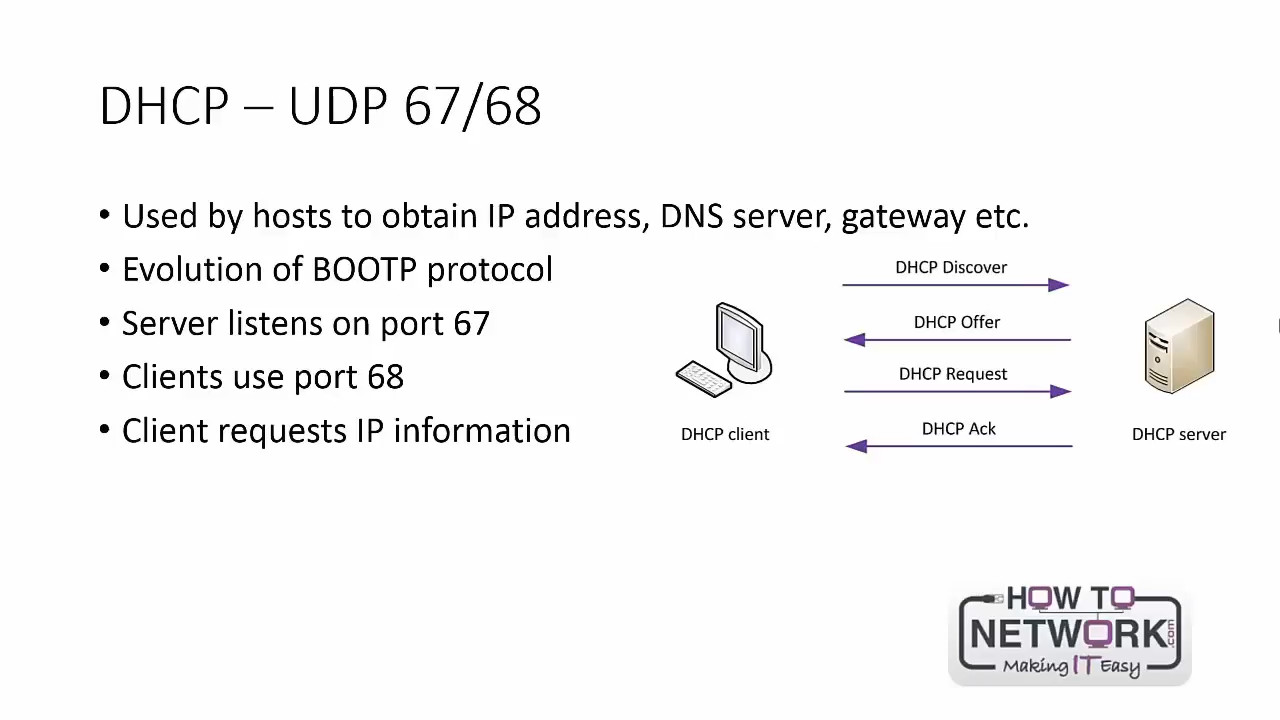 DHCP – UDP 67/68
• Used by hosts to obtain IP address, DNS server, gateway etc.
• Evolution of BOOTP protocol
• Server listens on port 67
• Clients use port 68
• Client requests IP information
DHCP Discover
DHCP Offer
DHCP Request
DHCP Ack
DHCP client
DHCP server
HOW TO
NETWORK.com
Making IT Easy